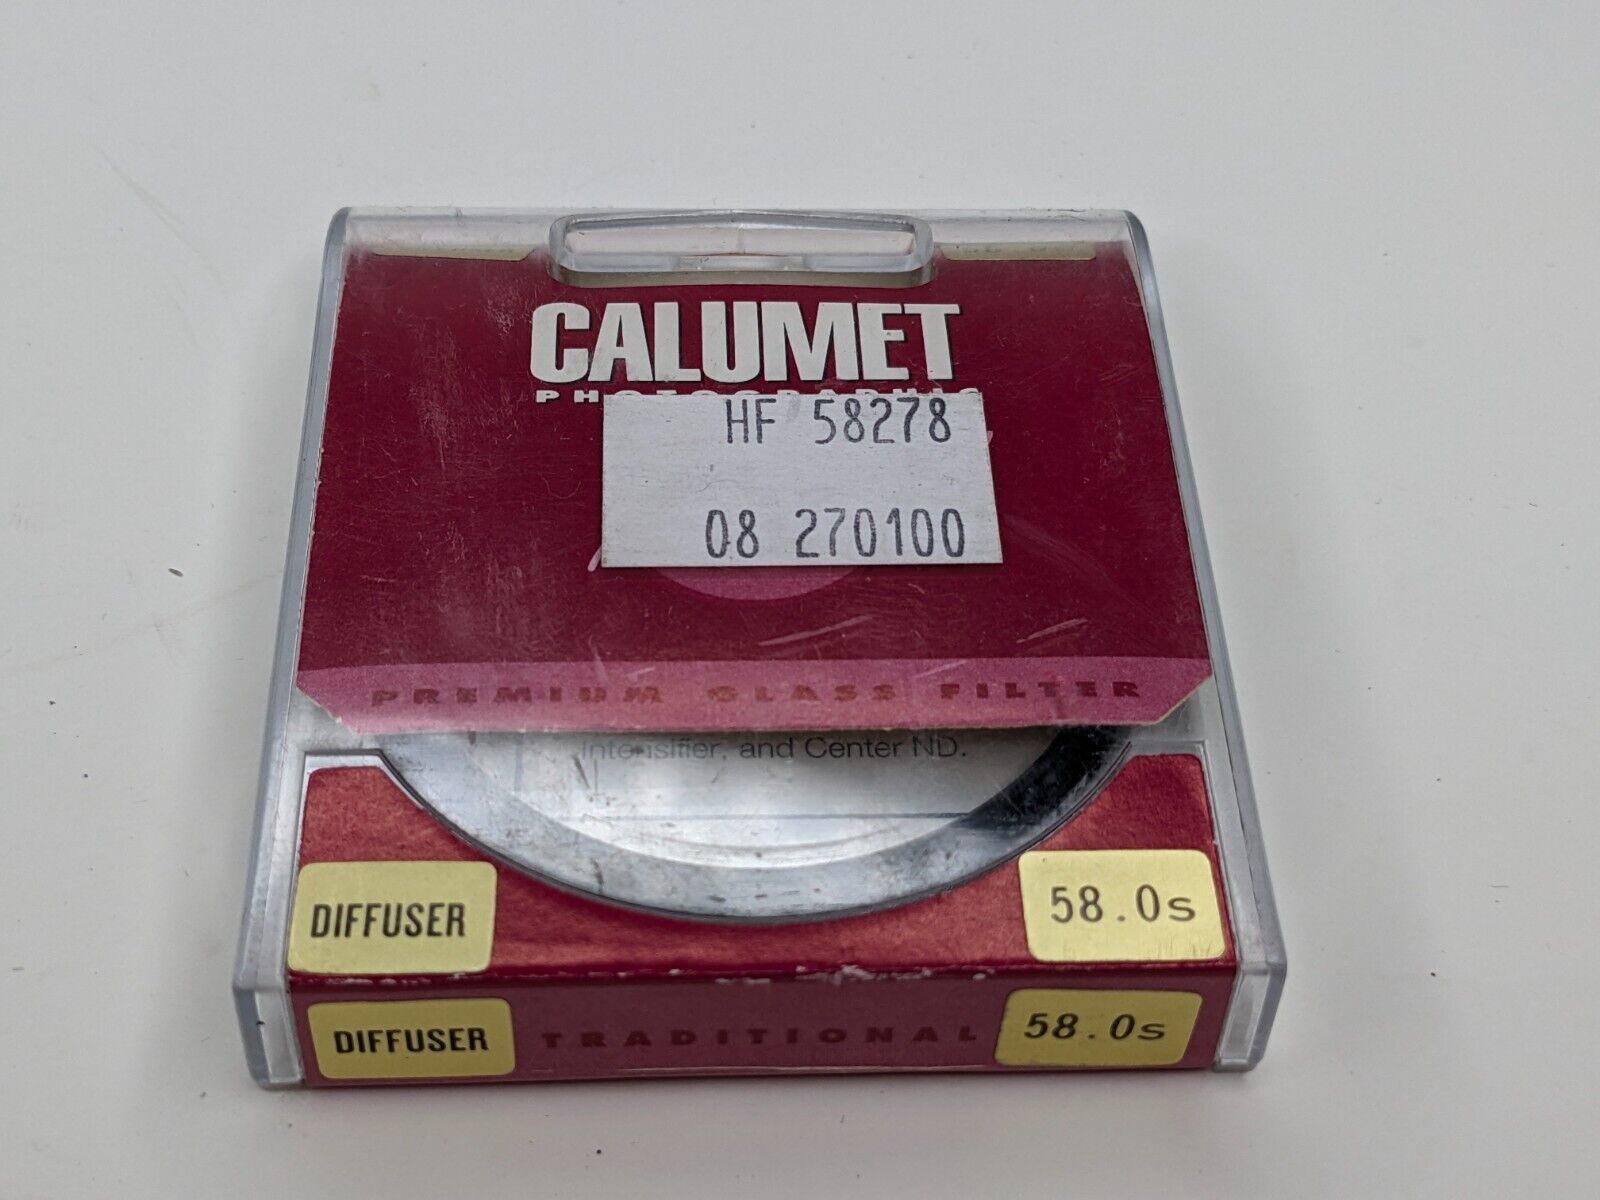 CALUMET
PHOTOGRAPHIC
HF 58278
08 270100
PREMIUM GLASS FILTER
Intensifier, and Center ND.
DIFFUSER
58.0s
DIFFUSER
TRADITIONAL
58.0s